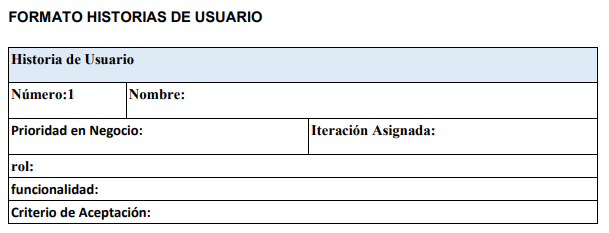 FORMATO HISTORIAS DE USUARIO
Historia de Usuario
Número:1 Nombre:
Prioridad en Negocio: Iteración Asignada:
rol:
funcionalidad:
Criterio de Aceptación: